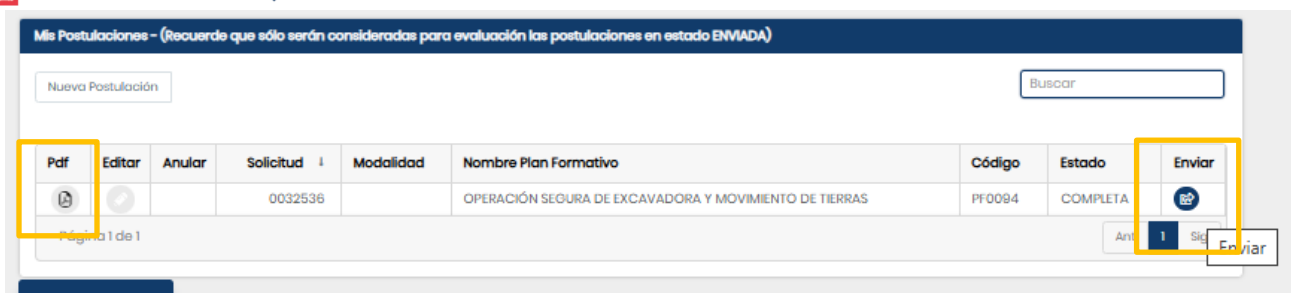 Mis Postulaciones - (Recuerde que sólo serán consideradas para evaluación las postulaciones en estado ENVIADA)
Nueva Postulación
Buscar
Pdf Editar Anular Solicitud Modalidad Nombre Plan Formativo Código Estado Enviar
0032536 OPERACIÓN SEGURA DE EXCAVADORA Y MOVIMIENTO DE TIERRAS PF0094 COMPLETA
Página 1 de 1
Ant 1 Sig
Enviar